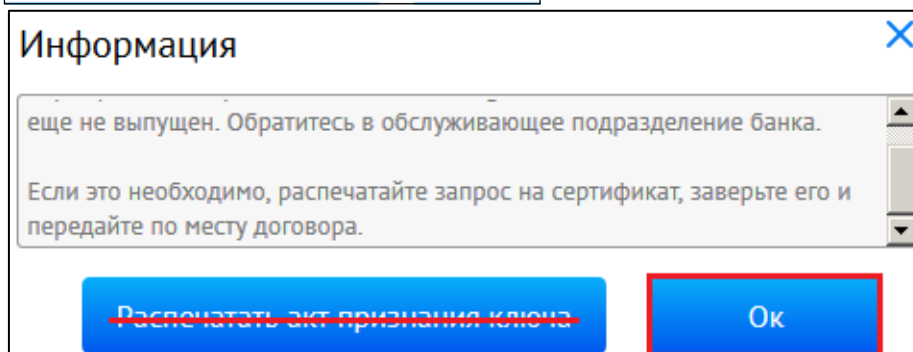 Информация
еще не выпущен. Обратитесь в обслуживающее подразделение банка.
Если это необходимо, распечатайте запрос на сертификат, заверьте его и
передайте по месту договора.
Распечатать акт признания ключа
Ок